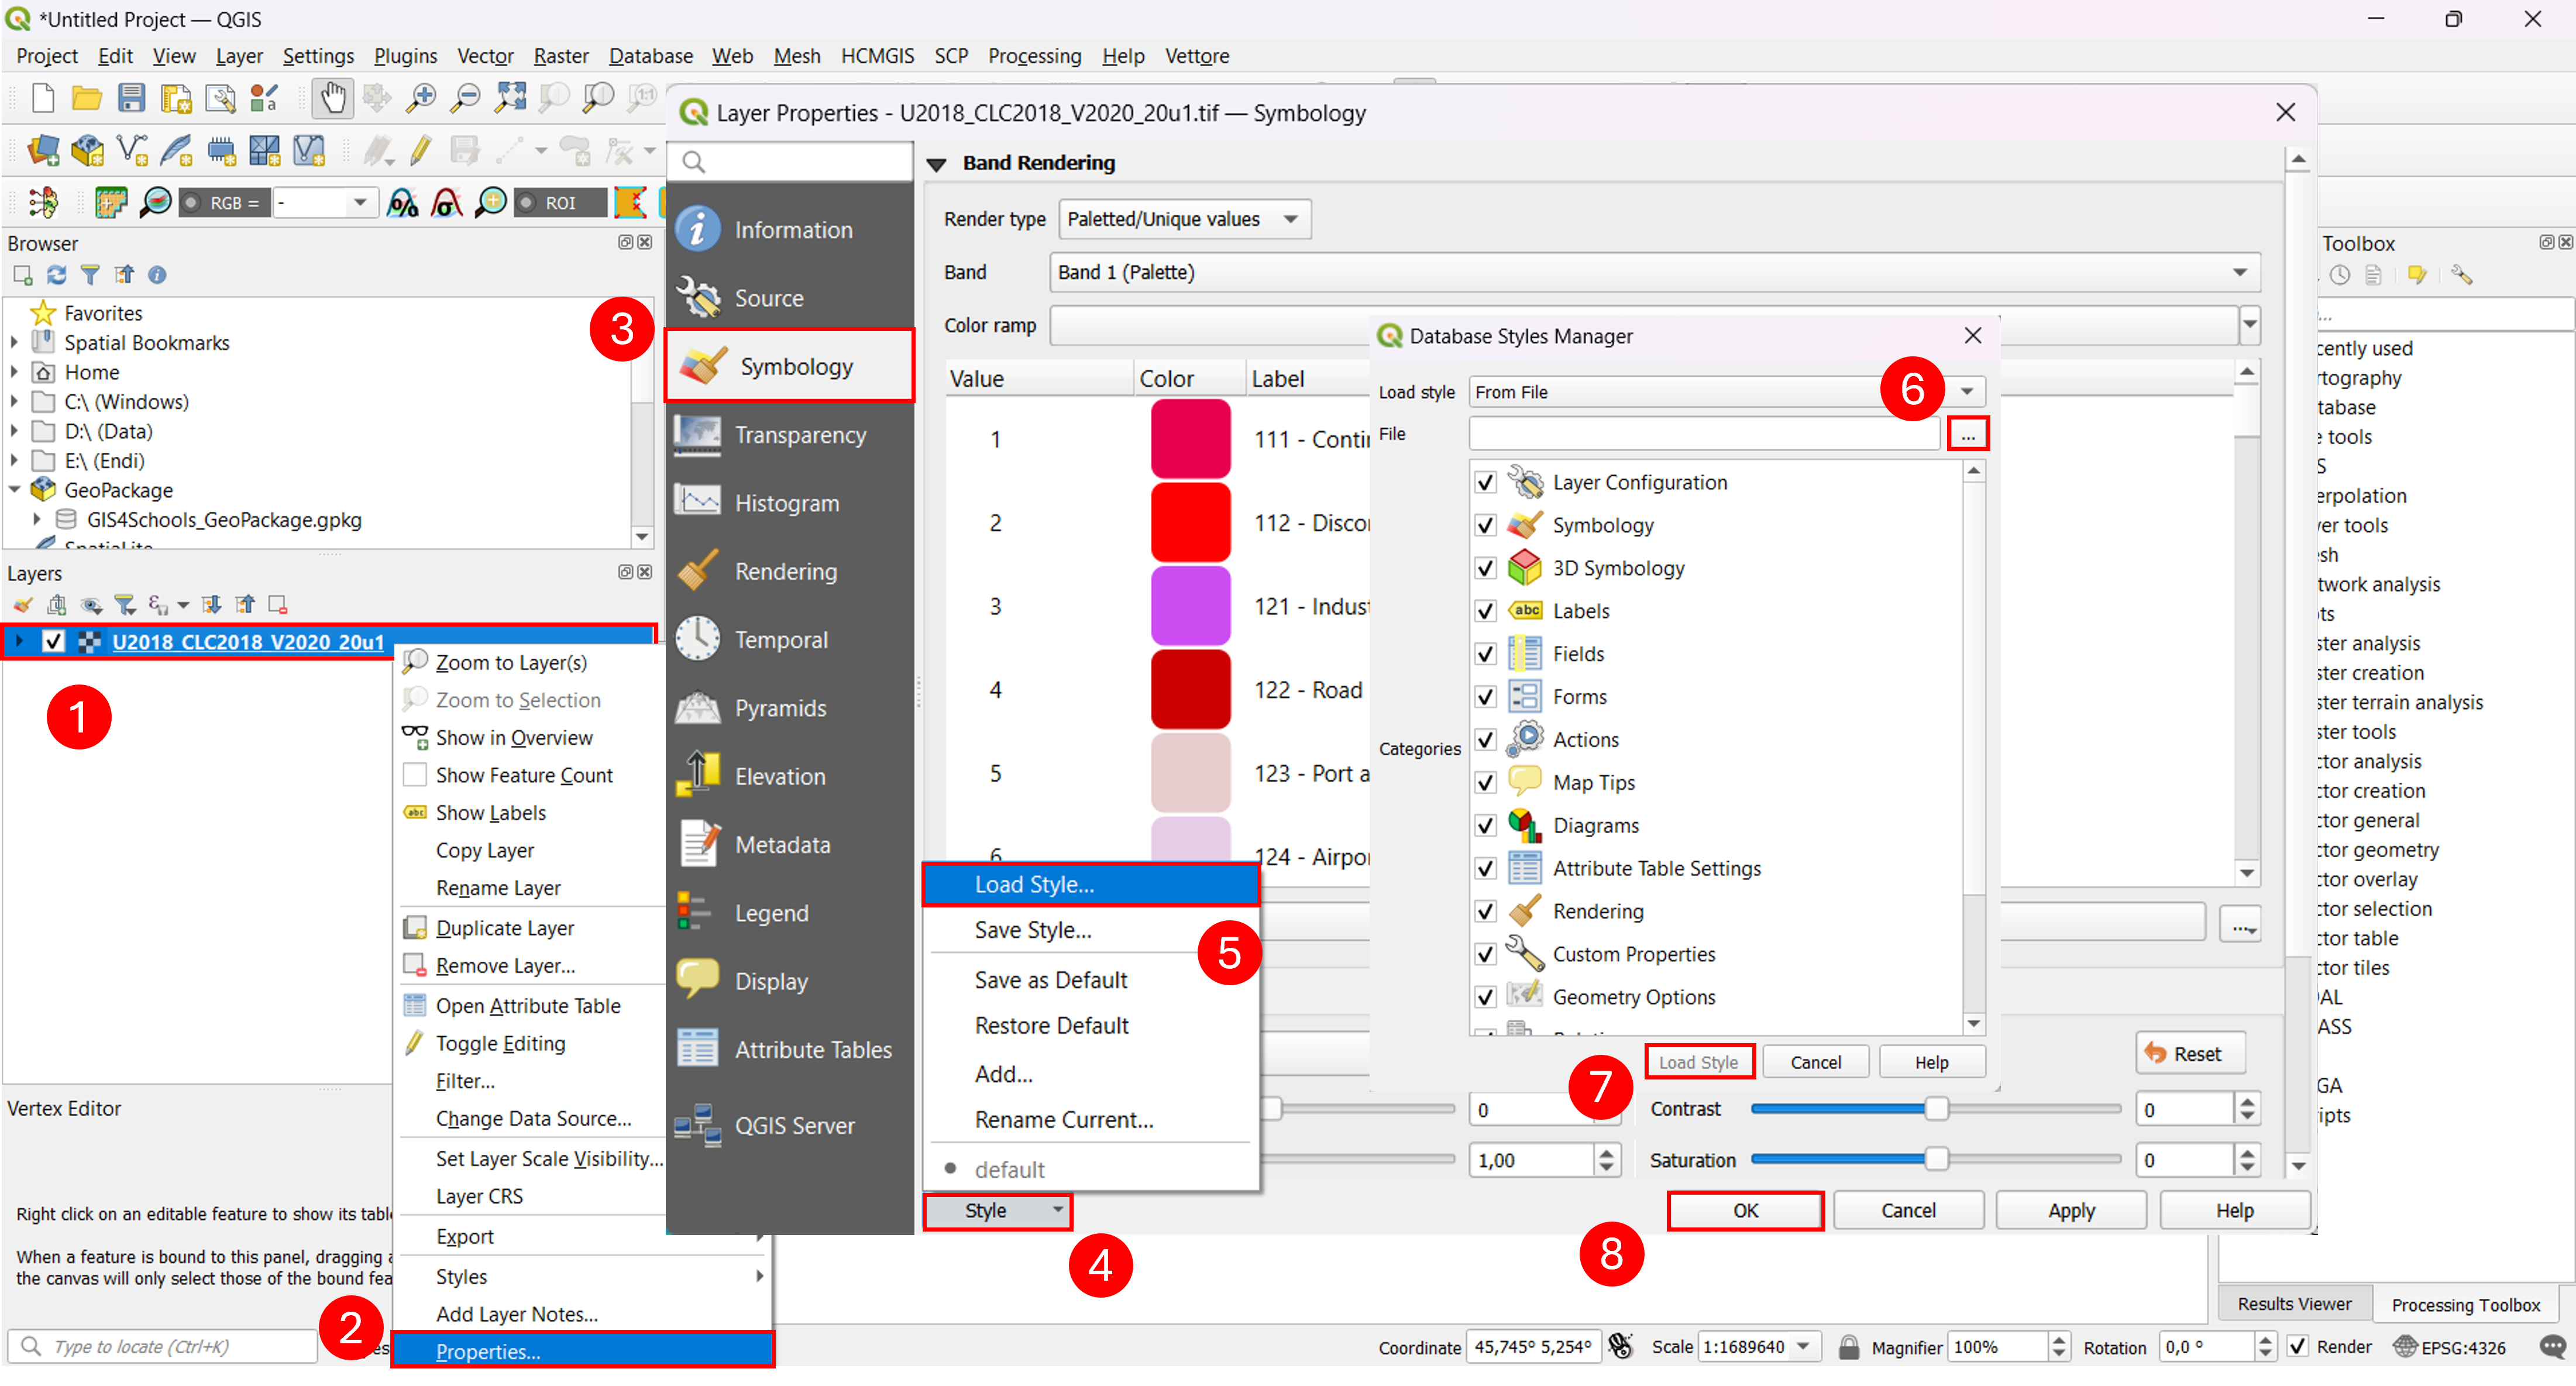 *Untitled Project — QGIS
Project Edit View Layer Settings Plugins Vector Raster Database Web Mesh HCMGIS SCP Processing Help Vettore
RGB = - ROI
Browser
Favorites
Spatial Bookmarks
Home
C:\ (Windows)
D:\ (Data)
E:\ (Endi)
GeoPackage
GIS4Schools_GeoPackage.gpkg
SpatiaLite
Layers
U2018_CLC2018_V2020_20u1
1
Zoom to Layer(s)
Zoom to Selection
Show in Overview
Show Feature Count
Show Labels
Copy Layer
Rename Layer
Duplicate Layer
Remove Layer...
Open Attribute Table
Toggle Editing
Filter...
Change Data Source...
Set Layer Scale Visibility...
Layer CRS
Export
Styles
Add Layer Notes...
2
Properties...
Vertex Editor
Right click on an editable feature to show its tabl
When a feature is bound to this panel, dragging a
the canvas will only select those of the bound fea
Type to locate (Ctrl+K)
Layer Properties - U2018_CLC2018_V2020_20u1.tif — Symbology
Information
Source
3
Symbology
Transparency
Histogram
Rendering
Temporal
Pyramids
Elevation
Metadata
Legend
Display
Attribute Tables
QGIS Server
Band Rendering
Render type Paletted/Unique values
Band Band 1 (Palette)
Color ramp
Value Color Label
1 111 - Conti
2 112 - Disco
3 121 - Indust
4 122 - Road
5 123 - Port a
6 124 - Airpo
Load Style...
Save Style...
5
Save as Default
Restore Default
Add...
Rename Current...
default
Style
4
Database Styles Manager
Load style From File
6
File ...
Categories
Layer Configuration
Symbology
3D Symbology
Labels
Fields
Forms
Actions
Map Tips
Diagrams
Attribute Table Settings
Rendering
Custom Properties
Geometry Options
7
Load Style Cancel Help
...
Reset
0 Contrast 0
1,00 Saturation 0
8
OK Cancel Apply Help
Toolbox
...
cently used
rtography
tabase
e tools
S
erpolation
yer tools
sh
twork analysis
ts
ster analysis
ster creation
ster terrain analysis
ster tools
ctor analysis
ctor creation
ctor general
ctor geometry
ctor overlay
ctor selection
ctor table
ctor tiles
AL
ASS
GA
ipts
Results Viewer Processing Toolbox
Coordinate 45,745° 5,254° Scale 1:1689640 Magnifier 100% Rotation 0,0 ° Render EPSG:4326